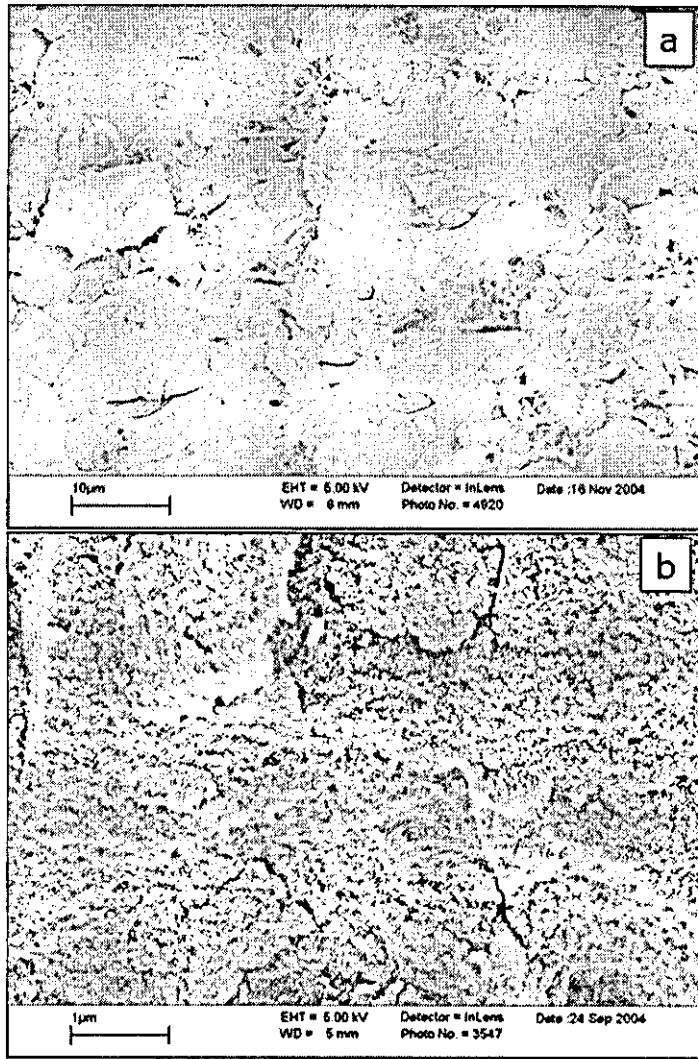 a
10µm EHT = 5.00 kV Detector = InLens Date :16 Nov 2004
WD = 6 mm Photo No. = 4920
b
1µm EHT = 5.00 kV Detector = InLens Date :24 Sep 2004
WD = 5 mm Photo No. = 3547